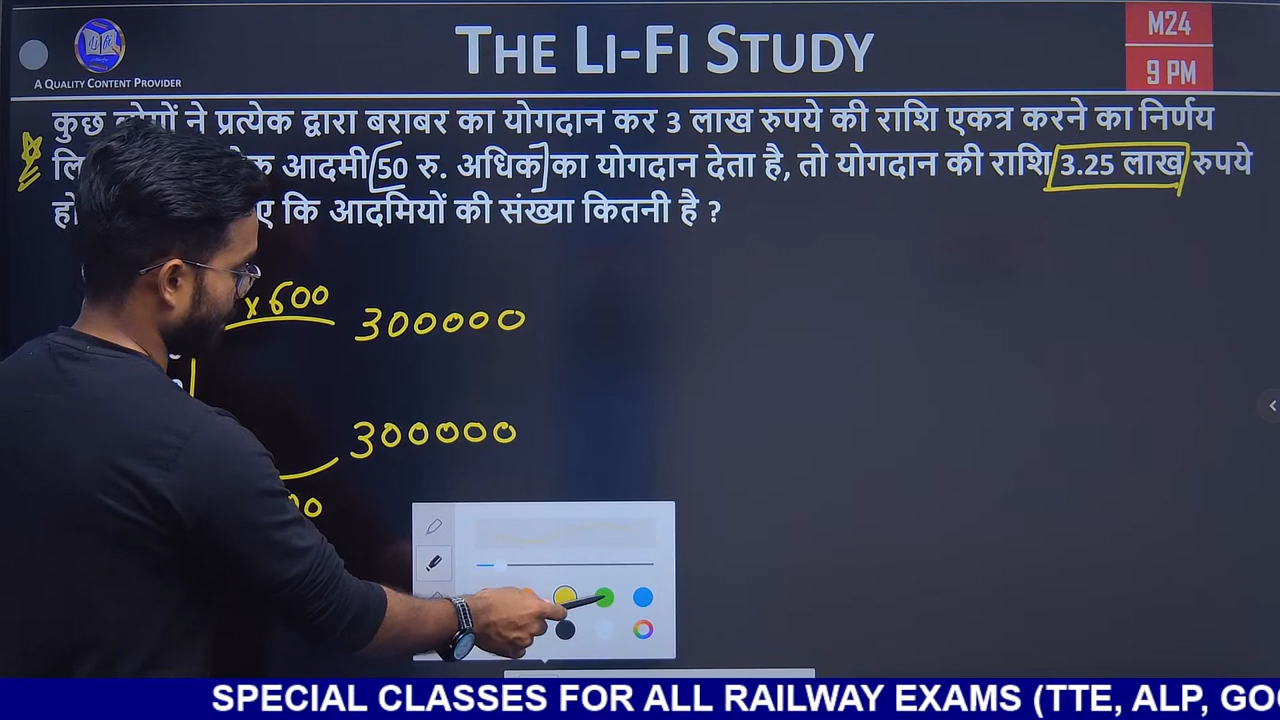 THE LI-FI STUDY
M24
9 PM
A QUALITY CONTENT PROVIDER
कुछ ने प्रत्येक द्वारा बराबर का योगदान कर 3 लाख रुपये की राशि एकत्र करने का निर्णय
आदमी [50 रु. अधिक] का योगदान देता है, तो योगदान की राशि 3.25 लाख रुपये
कि आदमियों की संख्या कितनी है ?
x 600
300000
300000
SPECIAL CLASSES FOR ALL RAILWAY EXAMS (TTE, ALP,